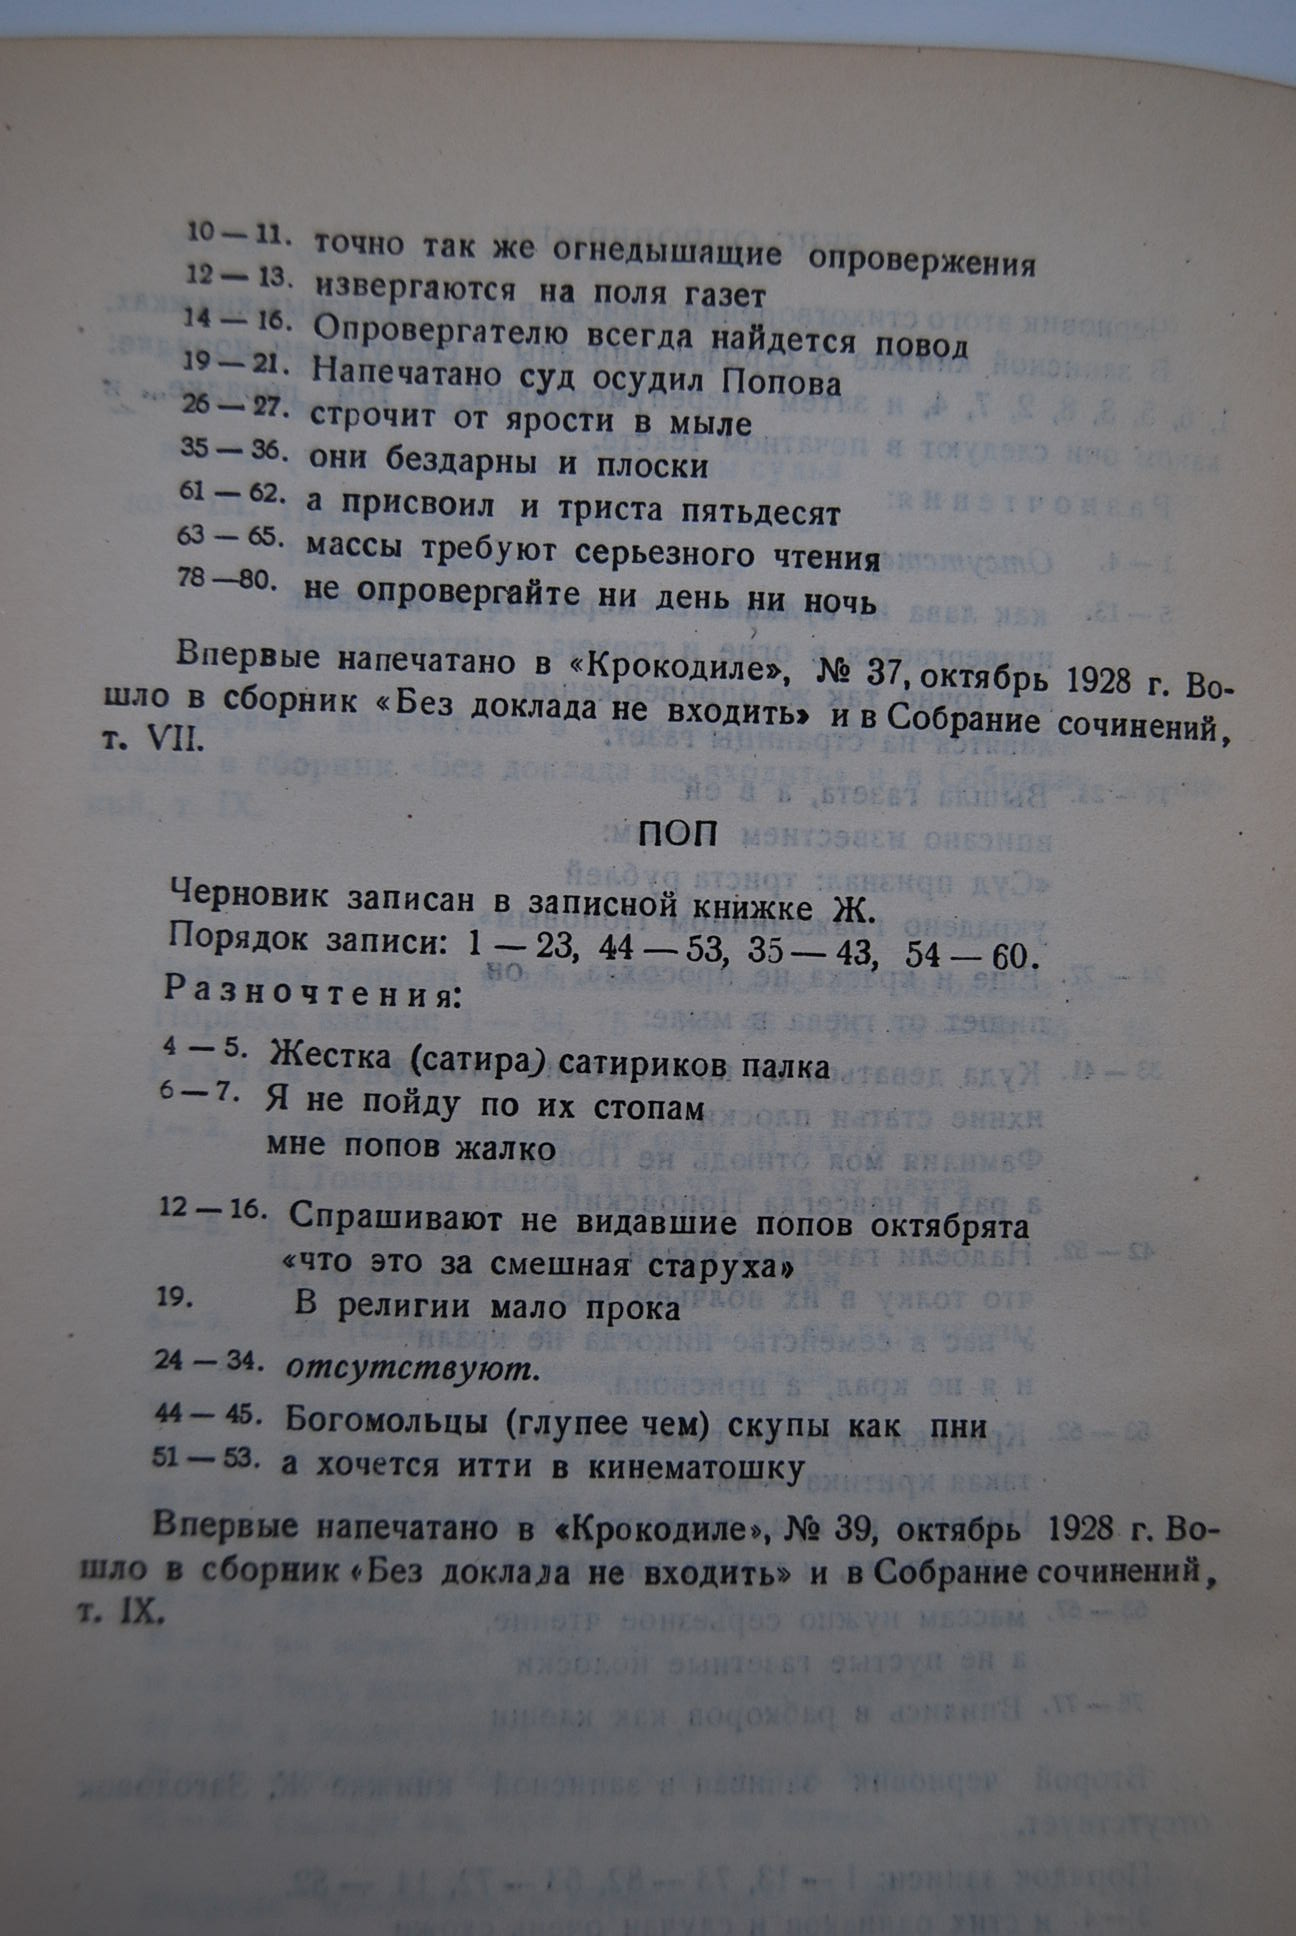 10 — 11. точно так же огнедышащие опровержения
12 — 13. извергаются на поля газет
14 — 16. Опровергателю всегда найдется повод
19 — 21. Напечатано суд осудил Попова
26 — 27. строчит от ярости в мыле
35 — 36. они бездарны и плоски
61 — 62. а присвоил и триста пятьдесят
63 — 65. массы требуют серьезного чтения
78 —80. не опровергайте ни день ни ночь
Впервые напечатано в «Крокодиле», № 37, октябрь 1928 г. Во-
шло в сборник «Без доклада не входить» и в Собрание сочинений,
т. VII.
ПОП
Черновик записан в записной книжке Ж.
Порядок записи: 1 — 23, 44 — 53, 35 — 43, 54 — 60.
Разночтения:
4 — 5. Жестка (сатира) сатириков палка
6 — 7. Я не пойду по их стопам
мне попов жалко
12 — 16. Спрашивают не видавшие попов октябрята
«что это за смешная старуха»
19. В религии мало прока
24 — 34. отсутствуют.
44 — 45. Богомольцы (глупее чем) скупы как пни
51 — 53. а хочется итти в кинематошку
Впервые напечатано в «Крокодиле», № 39, октябрь 1928 г. Во-
шло в сборник «Без доклада не входить» и в Собрание сочинений,
т. IX.